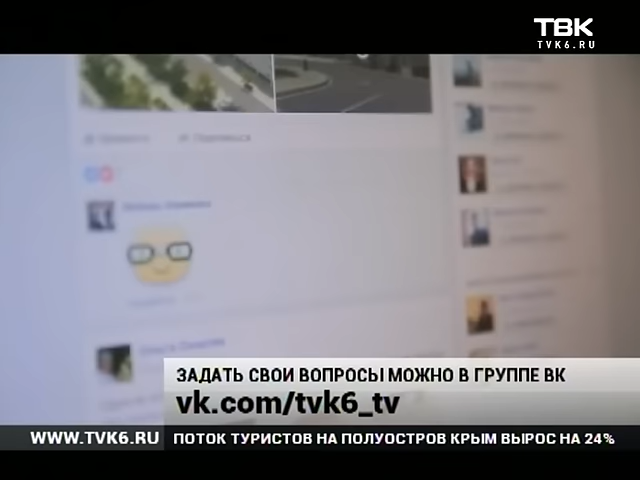 ТВК
TVK6.RU
ЗАДАТЬ СВОИ ВОПРОСЫ МОЖНО В ГРУППЕ ВК
vk.com/tvk6_tv
WWW.TVK6.RU ПОТОК ТУРИСТОВ НА ПОЛУОСТРОВ КРЫМ ВЫРОС НА 24%